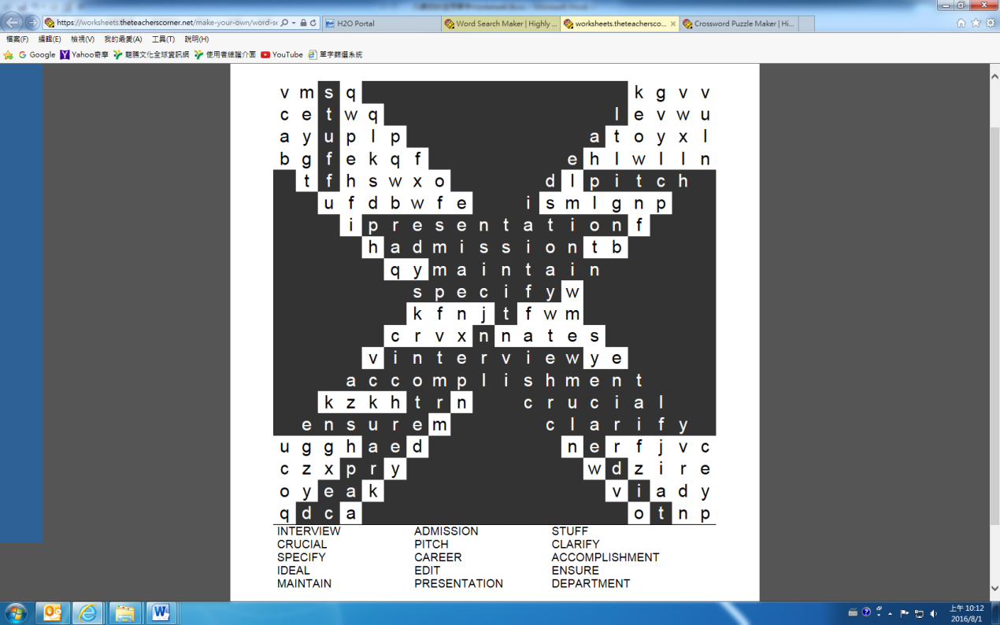 https://worksheets.theteacherscorner.net/make-your-own/word-se
H2O Portal
Word Search Maker | Highly ...
worksheets.theteachersco...
Crossword Puzzle Maker | Hi...
檔案(F) 編輯(E) 檢視(V) 我的最愛(A) 工具(T) 說明(H)
Google Yahoo奇摩 龍騰文化全球資訊網 使用者維護介面 YouTube 單字篩選系統
v m s q k g v v
c e t w q l e v w u
a y u p l p a t o y x l
b g f e k q f e h l w l l n
t f h s w x o d l p i t c h
u f d b w f e i s m l g n p
i p r e s e n t a t i o n f
h a d m i s s i o n t b
q y m a i n t a i n
s p e c i f y w
k f n j t f w m
c r v x n n a t e s
v i n t e r v i e w y e
a c c o m p l i s h m e n t
k z k h t r n c r u c i a l
e n s u r e m c l a r i f y
u g g h a e d n e r f j v c
c z x p r y w d z i r e
o y e a k v i a d y
q d c a o t n p
INTERVIEW ADMISSION STUFF
CRUCIAL PITCH CLARIFY
SPECIFY CAREER ACCOMPLISHMENT
IDEAL EDIT ENSURE
MAINTAIN PRESENTATION DEPARTMENT
上午 10:12
2016/8/1